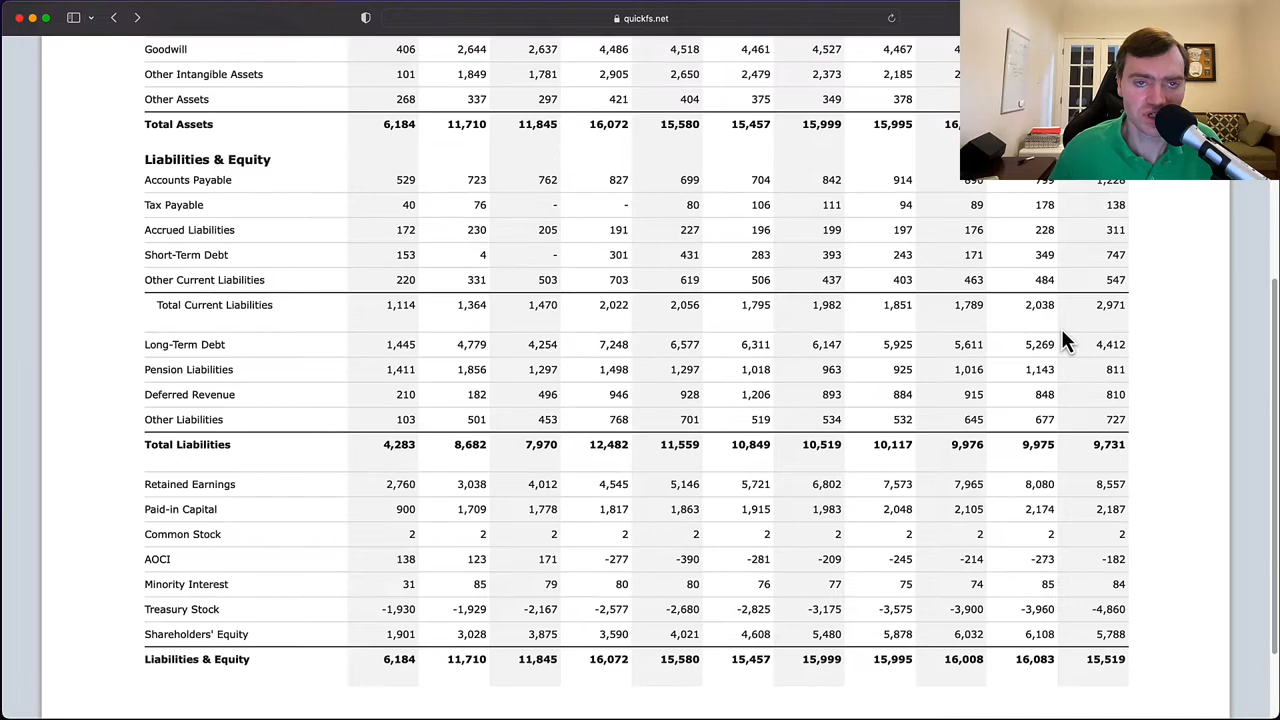 quickfs.net
Goodwill 406 2,644 2,637 4,486 4,518 4,461 4,527 4,467
Other Intangible Assets 101 1,849 1,781 2,905 2,650 2,479 2,373 2,185
Other Assets 268 337 297 421 404 375 349 378
Total Assets 6,184 11,710 11,845 16,072 15,580 15,457 15,999 15,995
Liabilities & Equity
Accounts Payable 529 723 762 827 699 704 842 914
Tax Payable 40 76 - - 80 106 111 94 89 178 138
Accrued Liabilities 172 230 205 191 227 196 199 197 176 228 311
Short-Term Debt 153 4 - 301 431 283 393 243 171 349 747
Other Current Liabilities 220 331 503 703 619 506 437 403 463 484 547
Total Current Liabilities 1,114 1,364 1,470 2,022 2,056 1,795 1,982 1,851 1,789 2,038 2,971
Long-Term Debt 1,445 4,779 4,254 7,248 6,577 6,311 6,147 5,925 5,611 5,269 4,412
Pension Liabilities 1,411 1,856 1,297 1,498 1,297 1,018 963 925 1,016 1,143 811
Deferred Revenue 210 182 496 946 928 1,206 893 884 915 848 810
Other Liabilities 103 501 453 768 701 519 534 532 645 677 727
Total Liabilities 4,283 8,682 7,970 12,482 11,559 10,849 10,519 10,117 9,976 9,975 9,731
Retained Earnings 2,760 3,038 4,012 4,545 5,146 5,721 6,802 7,573 7,965 8,080 8,557
Paid-in Capital 900 1,709 1,778 1,817 1,863 1,915 1,983 2,048 2,105 2,174 2,187
Common Stock 2 2 2 2 2 2 2 2 2 2 2
AOCI 138 123 171 -277 -390 -281 -209 -245 -214 -273 -182
Minority Interest 31 85 79 80 80 76 77 75 74 85 84
Treasury Stock -1,930 -1,929 -2,167 -2,577 -2,680 -2,825 -3,175 -3,575 -3,900 -3,960 -4,860
Shareholders' Equity 1,901 3,028 3,875 3,590 4,021 4,608 5,480 5,878 6,032 6,108 5,788
Liabilities & Equity 6,184 11,710 11,845 16,072 15,580 15,457 15,999 15,995 16,008 16,083 15,519